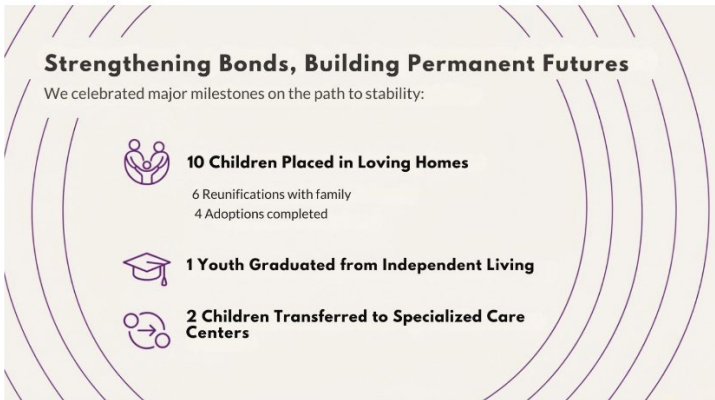 Strengthening Bonds, Building Permanent Futures
We celebrated major milestones on the path to stability:
10 Children Placed in Loving Homes
6 Reunifications with family
4 Adoptions completed
1 Youth Graduated from Independent Living
2 Children Transferred to Specialized Care
Centers